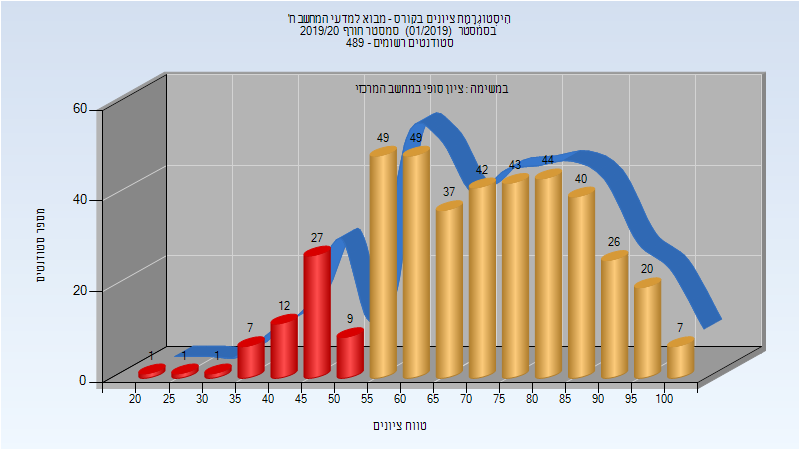 היסטוגרמת ציונים בקורס - מבוא למדעי המחשב ח'
בסמסטר (01/2019) סמסטר חורף 2019/20
סטודנטים רשומים - 489
במשימה : ציון סופי במחשב המרכזי
מספר סטודנטים
60
40
20
0
1 1 1 7 12 27 9 49 49 37 42 43 44 40 26 20 7
20 25 30 35 40 45 50 55 60 65 70 75 80 85 90 95 100
טווח ציונים